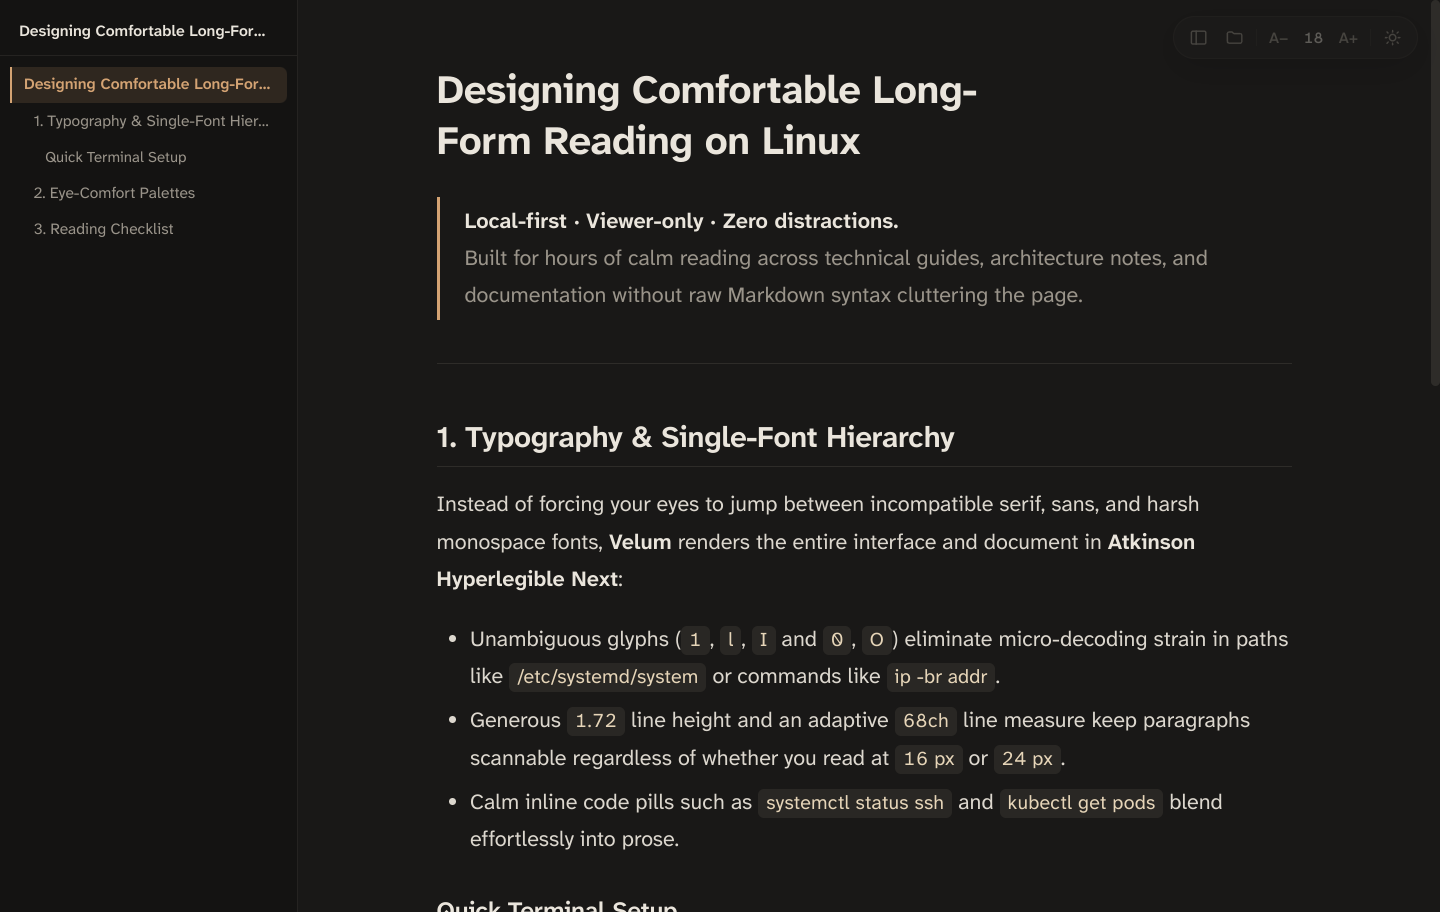 Designing Comfortable Long-For...
Designing Comfortable Long-For...
1. Typography & Single-Font Hier...
Quick Terminal Setup
2. Eye-Comfort Palettes
3. Reading Checklist
A− 18 A+
Designing Comfortable Long-
Form Reading on Linux
Local-first · Viewer-only · Zero distractions.
Built for hours of calm reading across technical guides, architecture notes, and
documentation without raw Markdown syntax cluttering the page.
1. Typography & Single-Font Hierarchy
Instead of forcing your eyes to jump between incompatible serif, sans, and harsh
monospace fonts, Velum renders the entire interface and document in Atkinson
Hyperlegible Next:
• Unambiguous glyphs ( 1 , l , I and 0 , O ) eliminate micro-decoding strain in paths
like /etc/systemd/system or commands like ip -br addr .
• Generous 1.72 line height and an adaptive 68ch line measure keep paragraphs
scannable regardless of whether you read at 16 px or 24 px .
• Calm inline code pills such as systemctl status ssh and kubectl get pods blend
effortlessly into prose.
Quick Terminal Setup